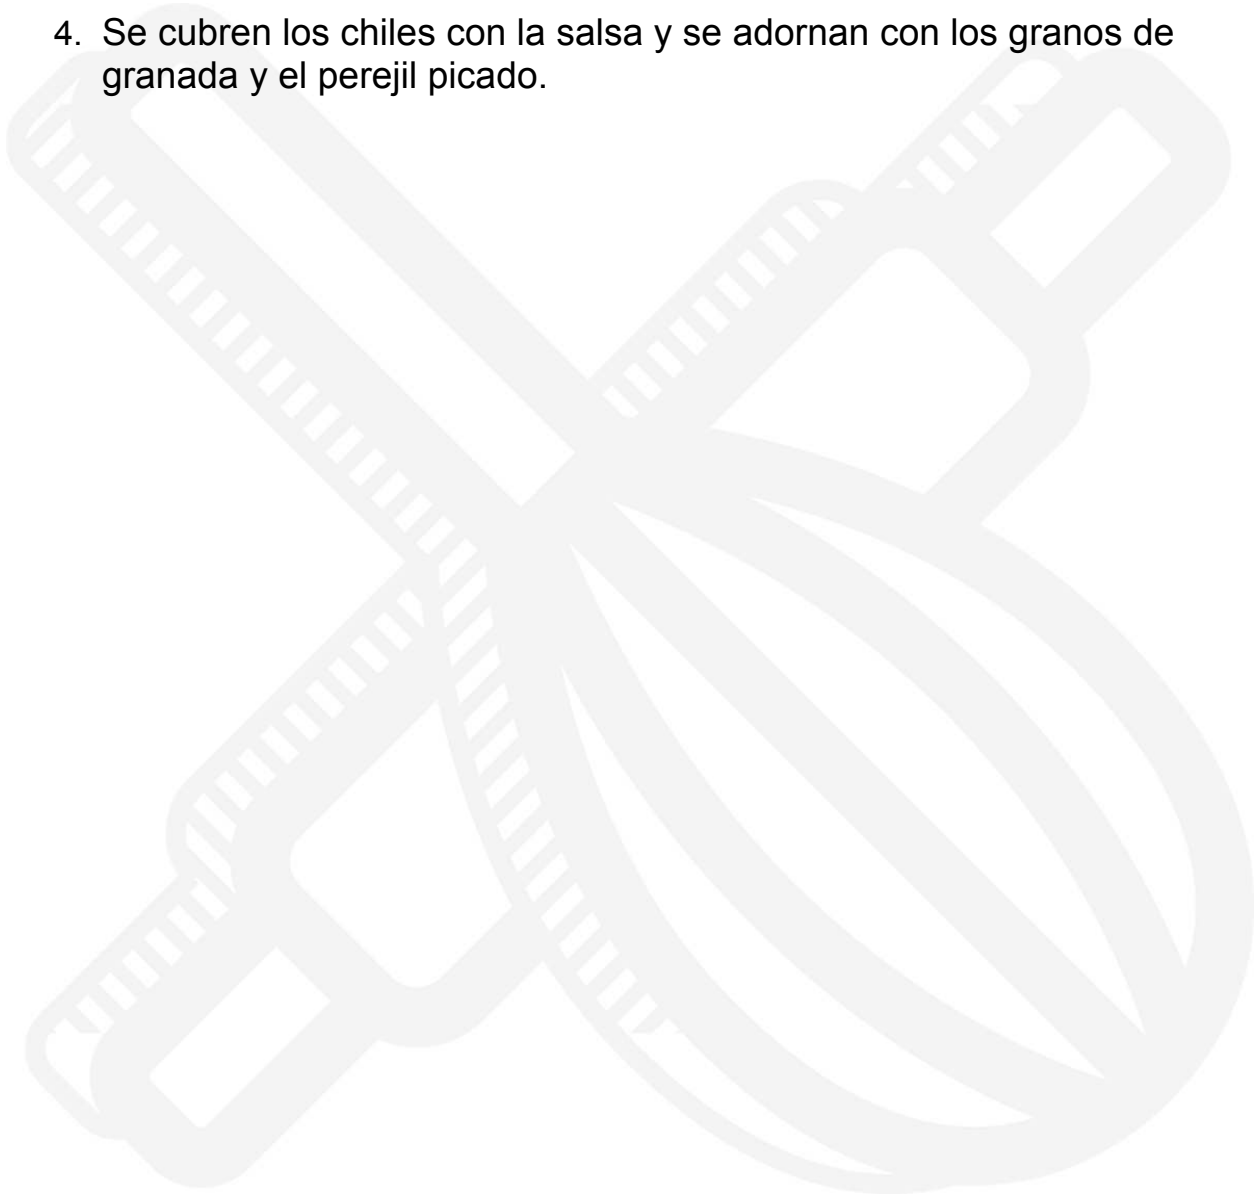 4. Se cubren los chiles con la salsa y se adornan con los granos de
granada y el perejil picado.